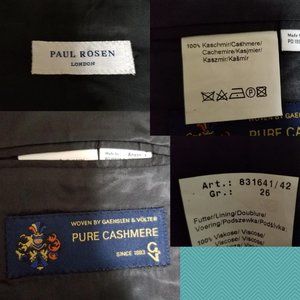 PAUL ROSEN
LONDON
100% Kaschmir/Cashmere/
Cachemire/Kasjmier/
Kaszmir/Kašmír
PURE CASHMERE
WOVEN BY GAENSLEN & VÖLTER
PURE CASHMERE
SINCE 1893
Art.: 831641/42
Gr.: 26
Futter/Lining/Doublure/
Voering/Podszewka/Podšívka
100% Viskose/Viscose/